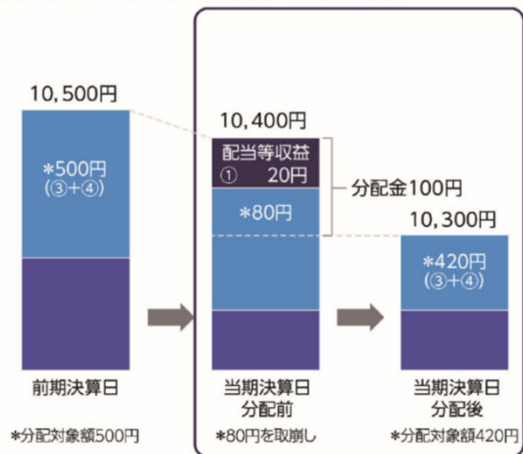 10,500円
*500円
(③+④)
前期決算日
*分配対象額500円
10,400円
配当等収益
① 20円
*80円
分配金100円
当期決算日
分配前
*80円を取崩し
10,300円
*420円
(③+④)
当期決算日
分配後
*分配対象額420円